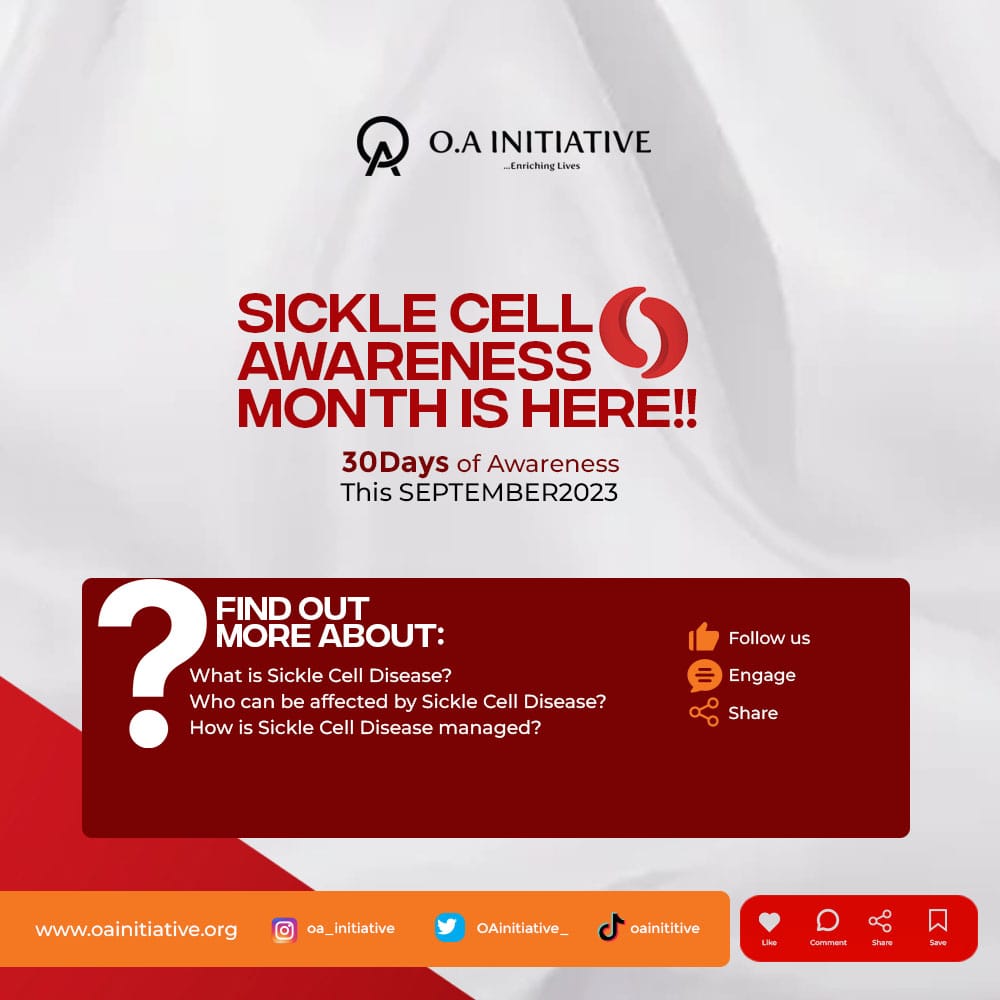 O.A INITIATIVE
...Enriching Lives
SICKLE CELL
AWARENESS
MONTH IS HERE!!
30Days of Awareness
This SEPTEMBER2023
?
FIND OUT
MORE ABOUT:
What is Sickle Cell Disease?
Who can be affected by Sickle Cell Disease?
How is Sickle Cell Disease managed?
Follow us
Engage
Share
www.oainitiative.org
oa_initiative
OAinitiative_
oainititive
Like
Comment
Share
Save